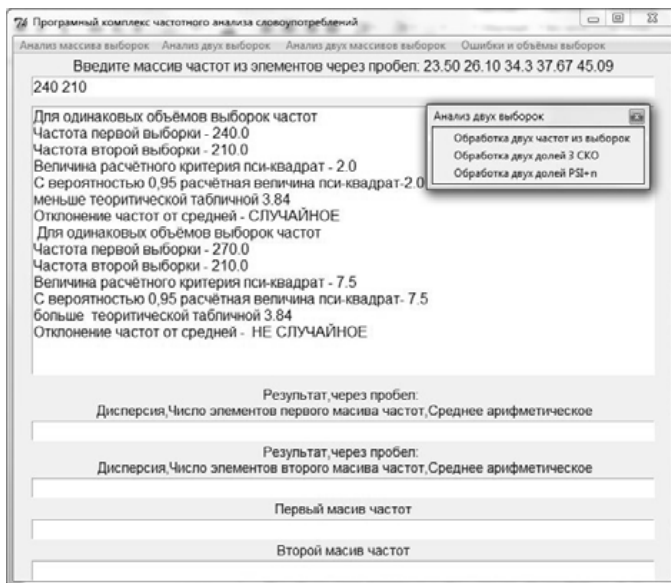 Програмный комплекс частотного анализа словоупотреблений
Анализ массива выборок Анализ двух выборок Анализ двух массивов выборок Ошибки и объёмы выборок
Введите массив частот из элементов через пробел: 23.50 26.10 34.3 37.67 45.09
240 210
Для одинаковых объёмов выборок частот
Частота первой выборки - 240.0
Частота второй выборки - 210.0
Величина расчётного критерия пси-квадрат - 2.0
С вероятностью 0,95 расчётная величина пси-квадрат-2.0
меньше теоритической табличной 3.84
Отклонение частот от средней - СЛУЧАЙНОЕ
Для одинаковых объёмов выборок частот
Частота первой выборки - 270.0
Частота второй выборки - 210.0
Величина расчётного критерия пси-квадрат - 7.5
С вероятностью 0,95 расчётная величина пси-квадрат- 7.5
больше теоритической табличной 3.84
Отклонение частот от средней - НЕ СЛУЧАЙНОЕ
Анализ двух выборок
Обработка двух частот из выборок
Обработка двух долей 3 СКО
Обработка двух долей PSI+n
Результат,через пробел:
Дисперсия,Число элементов первого масива частот,Среднее арифметическое
Результат,через пробел:
Дисперсия,Число элементов второго масива частот,Среднее арифметическое
Первый масив частот
Второй масив частот